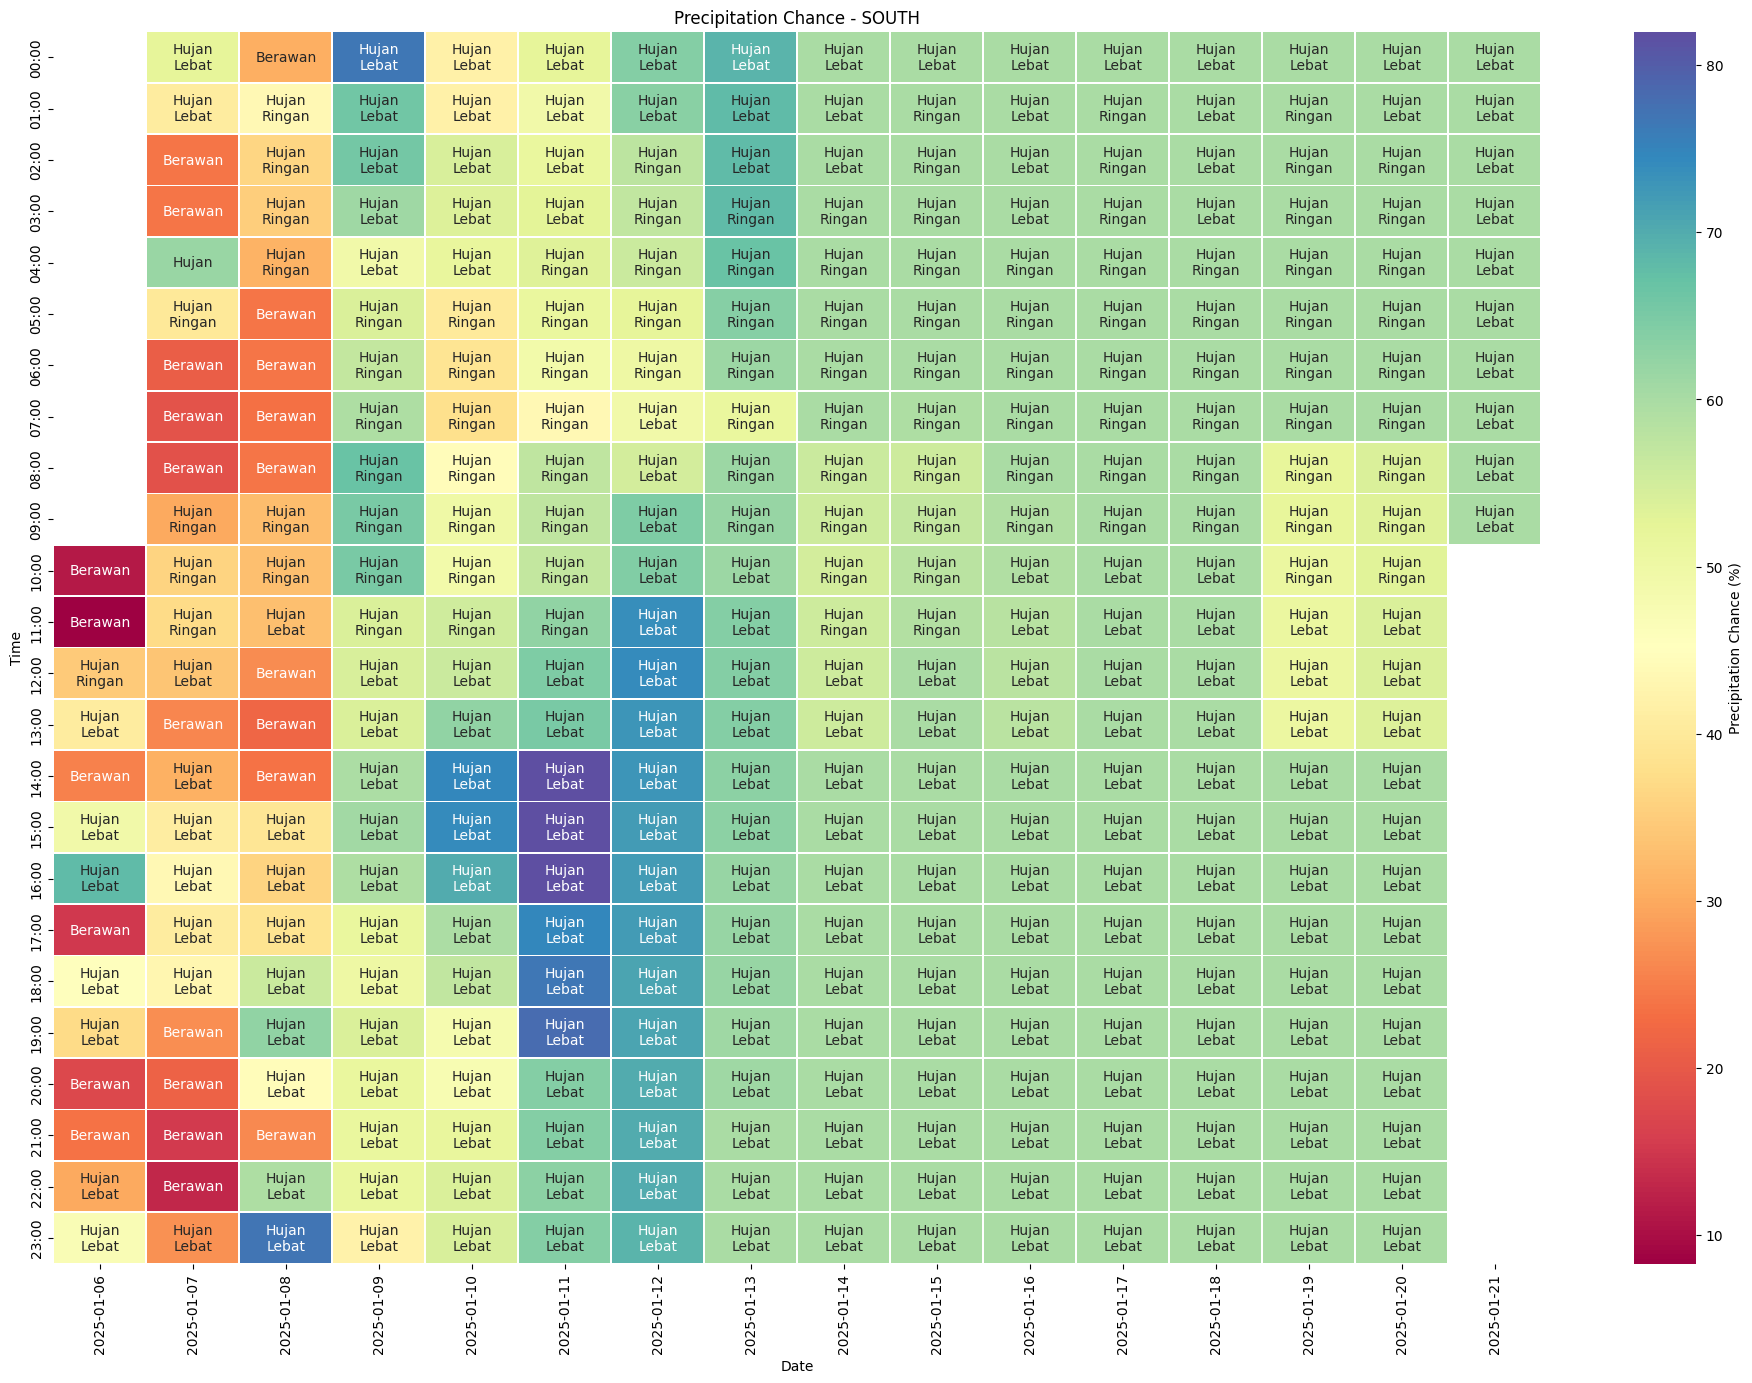 Precipitation Chance - SOUTH
00:00 Hujan Lebat Berawan Hujan Lebat Hujan Lebat Hujan Lebat Hujan Lebat Hujan Lebat Hujan Lebat Hujan Lebat Hujan Lebat Hujan Lebat Hujan Lebat Hujan Lebat Hujan Lebat Hujan Lebat
01:00 Hujan Lebat Hujan Ringan Hujan Lebat Hujan Lebat Hujan Lebat Hujan Lebat Hujan Lebat Hujan Lebat Hujan Ringan Hujan Lebat Hujan Ringan Hujan Lebat Hujan Ringan Hujan Lebat Hujan Lebat
02:00 Berawan Hujan Ringan Hujan Lebat Hujan Lebat Hujan Lebat Hujan Ringan Hujan Lebat Hujan Lebat Hujan Ringan Hujan Lebat Hujan Ringan Hujan Lebat Hujan Ringan Hujan Ringan Hujan Lebat
03:00 Berawan Hujan Ringan Hujan Lebat Hujan Lebat Hujan Lebat Hujan Ringan Hujan Ringan Hujan Ringan Hujan Ringan Hujan Lebat Hujan Ringan Hujan Lebat Hujan Ringan Hujan Ringan Hujan Lebat
04:00 Hujan Hujan Ringan Hujan Lebat Hujan Lebat Hujan Ringan Hujan Ringan Hujan Ringan Hujan Ringan Hujan Ringan Hujan Ringan Hujan Ringan Hujan Ringan Hujan Ringan Hujan Ringan Hujan Lebat
05:00 Hujan Ringan Berawan Hujan Ringan Hujan Ringan Hujan Ringan Hujan Ringan Hujan Ringan Hujan Ringan Hujan Ringan Hujan Ringan Hujan Ringan Hujan Ringan Hujan Ringan Hujan Ringan Hujan Lebat
06:00 Berawan Berawan Hujan Ringan Hujan Ringan Hujan Ringan Hujan Ringan Hujan Ringan Hujan Ringan Hujan Ringan Hujan Ringan Hujan Ringan Hujan Ringan Hujan Ringan Hujan Ringan Hujan Lebat
07:00 Berawan Berawan Hujan Ringan Hujan Ringan Hujan Ringan Hujan Lebat Hujan Ringan Hujan Ringan Hujan Ringan Hujan Ringan Hujan Ringan Hujan Ringan Hujan Ringan Hujan Ringan Hujan Lebat
08:00 Berawan Berawan Hujan Ringan Hujan Ringan Hujan Ringan Hujan Lebat Hujan Ringan Hujan Ringan Hujan Ringan Hujan Ringan Hujan Ringan Hujan Ringan Hujan Ringan Hujan Ringan Hujan Lebat
09:00 Hujan Ringan Hujan Ringan Hujan Ringan Hujan Ringan Hujan Ringan Hujan Lebat Hujan Ringan Hujan Ringan Hujan Ringan Hujan Ringan Hujan Ringan Hujan Ringan Hujan Ringan Hujan Ringan Hujan Lebat
10:00 Berawan Hujan Ringan Hujan Ringan Hujan Ringan Hujan Ringan Hujan Ringan Hujan Lebat Hujan Lebat Hujan Ringan Hujan Ringan Hujan Lebat Hujan Lebat Hujan Lebat Hujan Ringan Hujan Ringan
11:00 Berawan Hujan Ringan Hujan Lebat Hujan Ringan Hujan Ringan Hujan Ringan Hujan Lebat Hujan Lebat Hujan Ringan Hujan Ringan Hujan Lebat Hujan Lebat Hujan Lebat Hujan Lebat Hujan Lebat
12:00 Hujan Ringan Hujan Lebat Berawan Hujan Lebat Hujan Lebat Hujan Lebat Hujan Lebat Hujan Lebat Hujan Lebat Hujan Lebat Hujan Lebat Hujan Lebat Hujan Lebat Hujan Lebat Hujan Lebat
13:00 Hujan Lebat Berawan Berawan Hujan Lebat Hujan Lebat Hujan Lebat Hujan Lebat Hujan Lebat Hujan Lebat Hujan Lebat Hujan Lebat Hujan Lebat Hujan Lebat Hujan Lebat Hujan Lebat
14:00 Berawan Hujan Lebat Berawan Hujan Lebat Hujan Lebat Hujan Lebat Hujan Lebat Hujan Lebat Hujan Lebat Hujan Lebat Hujan Lebat Hujan Lebat Hujan Lebat Hujan Lebat Hujan Lebat
15:00 Hujan Lebat Hujan Lebat Hujan Lebat Hujan Lebat Hujan Lebat Hujan Lebat Hujan Lebat Hujan Lebat Hujan Lebat Hujan Lebat Hujan Lebat Hujan Lebat Hujan Lebat Hujan Lebat Hujan Lebat
16:00 Hujan Lebat Hujan Lebat Hujan Lebat Hujan Lebat Hujan Lebat Hujan Lebat Hujan Lebat Hujan Lebat Hujan Lebat Hujan Lebat Hujan Lebat Hujan Lebat Hujan Lebat Hujan Lebat Hujan Lebat
17:00 Berawan Hujan Lebat Hujan Lebat Hujan Lebat Hujan Lebat Hujan Lebat Hujan Lebat Hujan Lebat Hujan Lebat Hujan Lebat Hujan Lebat Hujan Lebat Hujan Lebat Hujan Lebat Hujan Lebat
18:00 Hujan Lebat Hujan Lebat Hujan Lebat Hujan Lebat Hujan Lebat Hujan Lebat Hujan Lebat Hujan Lebat Hujan Lebat Hujan Lebat Hujan Lebat Hujan Lebat Hujan Lebat Hujan Lebat Hujan Lebat
19:00 Hujan Lebat Berawan Hujan Lebat Hujan Lebat Hujan Lebat Hujan Lebat Hujan Lebat Hujan Lebat Hujan Lebat Hujan Lebat Hujan Lebat Hujan Lebat Hujan Lebat Hujan Lebat Hujan Lebat
20:00 Berawan Berawan Hujan Lebat Hujan Lebat Hujan Lebat Hujan Lebat Hujan Lebat Hujan Lebat Hujan Lebat Hujan Lebat Hujan Lebat Hujan Lebat Hujan Lebat Hujan Lebat Hujan Lebat
21:00 Berawan Berawan Berawan Hujan Lebat Hujan Lebat Hujan Lebat Hujan Lebat Hujan Lebat Hujan Lebat Hujan Lebat Hujan Lebat Hujan Lebat Hujan Lebat Hujan Lebat Hujan Lebat
22:00 Hujan Lebat Berawan Hujan Lebat Hujan Lebat Hujan Lebat Hujan Lebat Hujan Lebat Hujan Lebat Hujan Lebat Hujan Lebat Hujan Lebat Hujan Lebat Hujan Lebat Hujan Lebat Hujan Lebat
23:00 Hujan Lebat Hujan Lebat Hujan Lebat Hujan Lebat Hujan Lebat Hujan Lebat Hujan Lebat Hujan Lebat Hujan Lebat Hujan Lebat Hujan Lebat Hujan Lebat Hujan Lebat Hujan Lebat Hujan Lebat
Time
2025-01-06 2025-01-07 2025-01-08 2025-01-09 2025-01-10 2025-01-11 2025-01-12 2025-01-13 2025-01-14 2025-01-15 2025-01-16 2025-01-17 2025-01-18 2025-01-19 2025-01-20 2025-01-21
Date
80
70
60
50
40
30
20
10
Precipitation Chance (%)